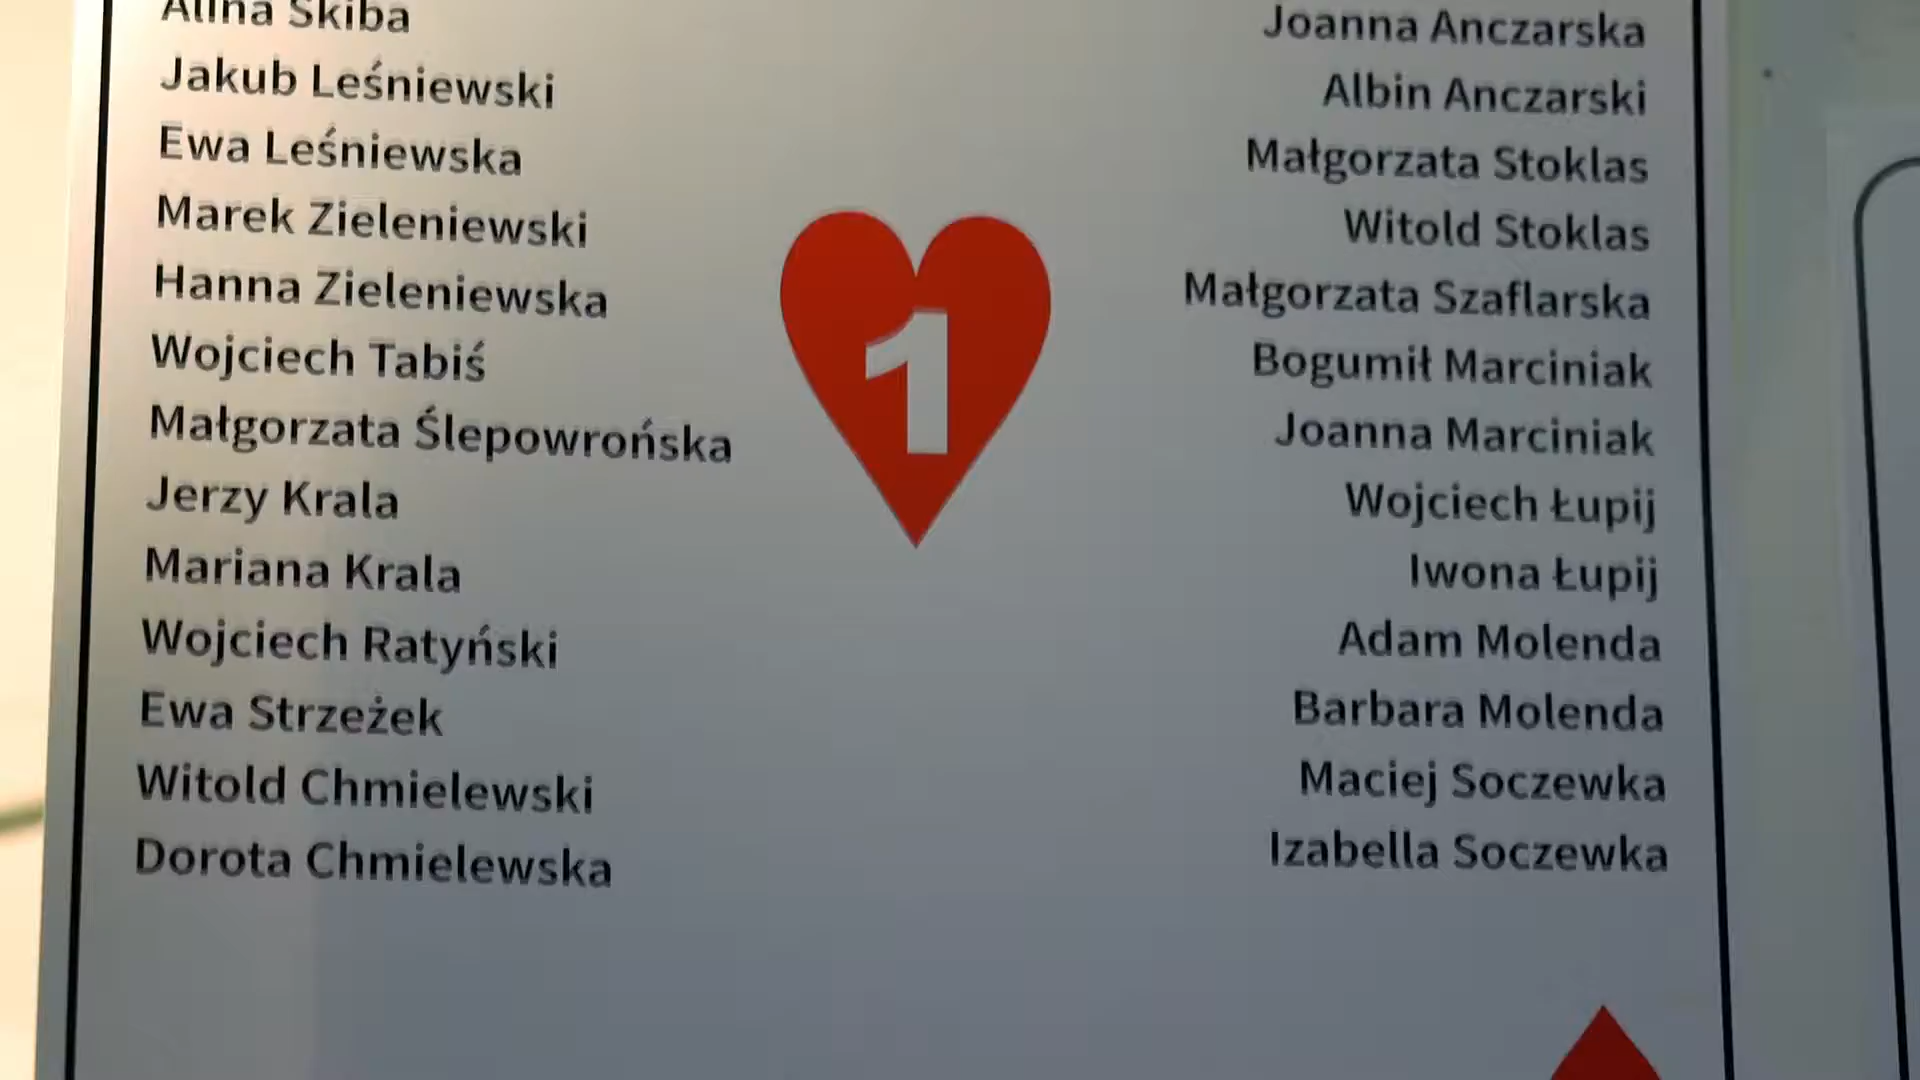 Alina Skiba
Jakub Leśniewski
Ewa Leśniewska
Marek Zieleniewski
Hanna Zieleniewska
Wojciech Tabiś
Małgorzata Ślepowrońska
Jerzy Krala
Mariana Krala
Wojciech Ratyński
Ewa Strzeżek
Witold Chmielewski
Dorota Chmielewska
1
Joanna Anczarska
Albin Anczarski
Małgorzata Stoklas
Witold Stoklas
Małgorzata Szaflarska
Bogumił Marciniak
Joanna Marciniak
Wojciech Łupij
Iwona Łupij
Adam Molenda
Barbara Molenda
Maciej Soczewka
Izabella Soczewka